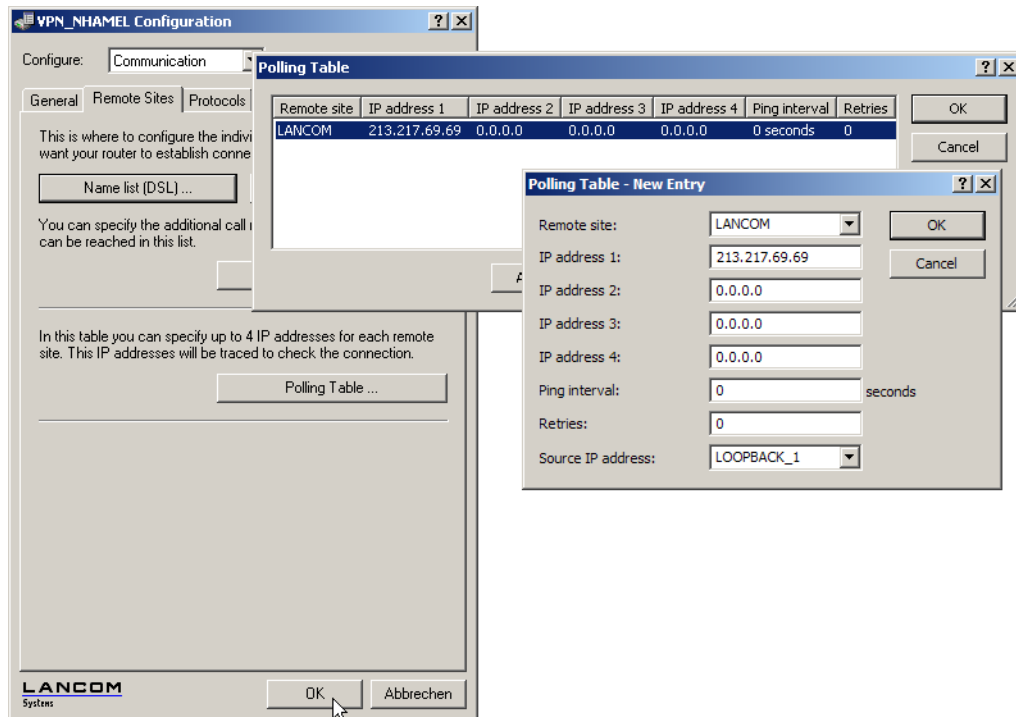 VPN_NHAMEL Configuration
Configure: Communication
General Remote Sites Protocols
This is where to configure the indivi
want your router to establish conne
Name list (DSL) ...
You can specify the additional call
can be reached in this list.
In this table you can specify up to 4 IP addresses for each remote
site. This IP addresses will be traced to check the connection.
Polling Table ...
LANCOM
Systems
OK Abbrechen
Polling Table
Remote site IP address 1 IP address 2 IP address 3 IP address 4 Ping interval Retries
LANCOM 213.217.69.69 0.0.0.0 0.0.0.0 0.0.0.0 0 seconds 0
OK
Cancel
Polling Table - New Entry
Remote site: LANCOM
IP address 1: 213.217.69.69
IP address 2: 0.0.0.0
IP address 3: 0.0.0.0
IP address 4: 0.0.0.0
Ping interval: 0 seconds
Retries: 0
Source IP address: LOOPBACK_1
OK
Cancel